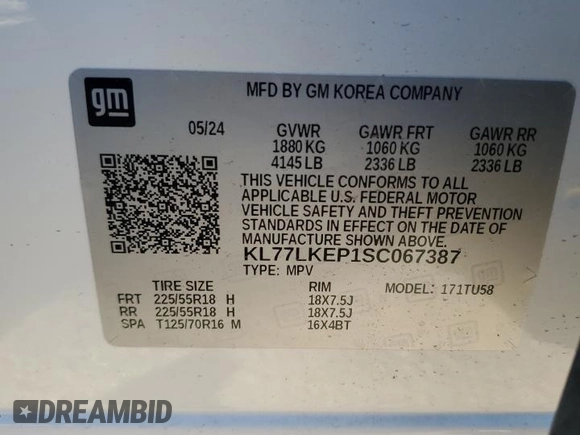 gm
MFD BY GM KOREA COMPANY
05/24 GVWR GAWR FRT GAWR RR
1880 KG 1060 KG 1060 KG
4145 LB 2336 LB 2336 LB
THIS VEHICLE CONFORMS TO ALL
APPLICABLE U.S. FEDERAL MOTOR
VEHICLE SAFETY AND THEFT PREVENTION
STANDARDS IN EFFECT ON THE DATE OF
MANUFACTURE SHOWN ABOVE.
KL77LKEP1SC067387
TYPE: MPV MODEL: 171TU58
TIRE SIZE RIM
FRT 225/55R18 H 18X7.5J
RR 225/55R18 H 18X7.5J
SPA T125/70R16 M 16X4BT
DREAMBID